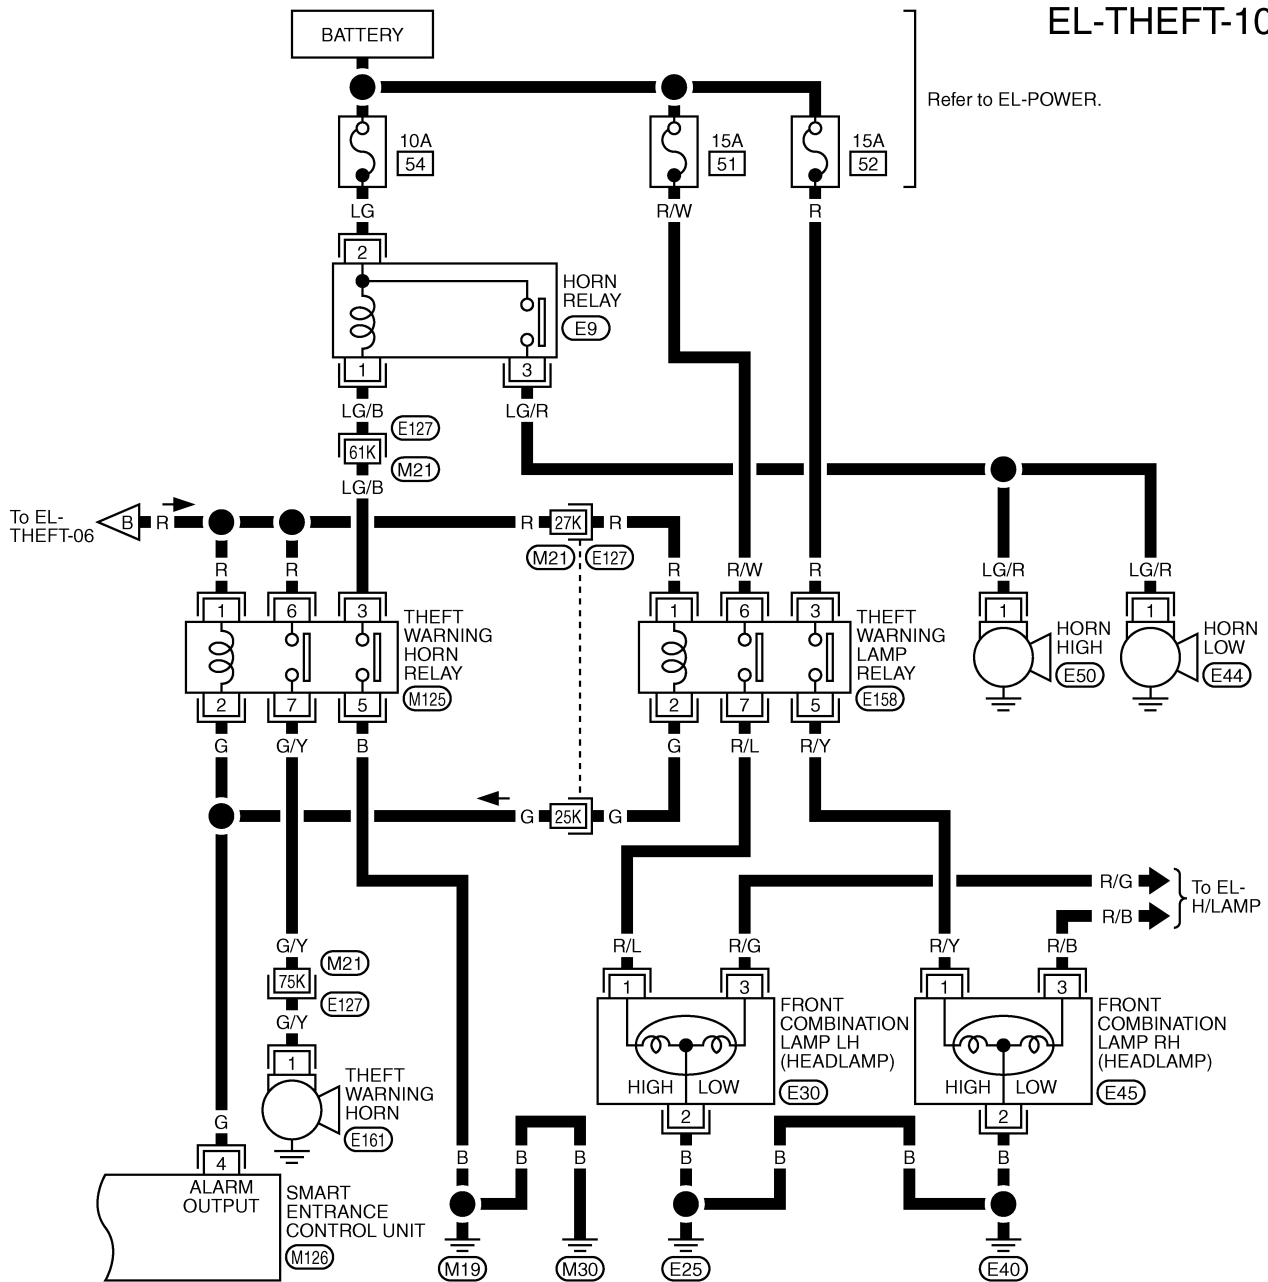 EL-THEFT-10
BATTERY
Refer to EL-POWER.
10A
54
15A
51
15A
52
LG
R/W
R
2
HORN
RELAY
E9
1
3
LG/B
LG/R
E127
61K
M21
LG/B
To EL-
THEFT-06
B
R
R
27K
R
M21
E127
R
R
R
R/W
R
LG/R
LG/R
1
6
3
THEFT
WARNING
HORN
RELAY
M125
1
6
3
THEFT
WARNING
LAMP
RELAY
E158
1
HORN
HIGH
E50
1
HORN
LOW
E44
2
7
5
2
7
5
G
G/Y
B
G
R/L
R/Y
G
25K
G
R/G
R/B
To EL-
H/LAMP
G/Y
M21
75K
E127
G/Y
R/L
R/G
R/Y
R/B
1
3
FRONT
COMBINATION
LAMP LH
(HEADLAMP)
E30
HIGH
LOW
2
1
3
FRONT
COMBINATION
LAMP RH
(HEADLAMP)
E45
HIGH
LOW
2
1
THEFT
WARNING
HORN
E161
G
4
ALARM
OUTPUT
SMART
ENTRANCE
CONTROL UNIT
M126
B
B
B
B
B
B
B
M19
M30
E25
E40